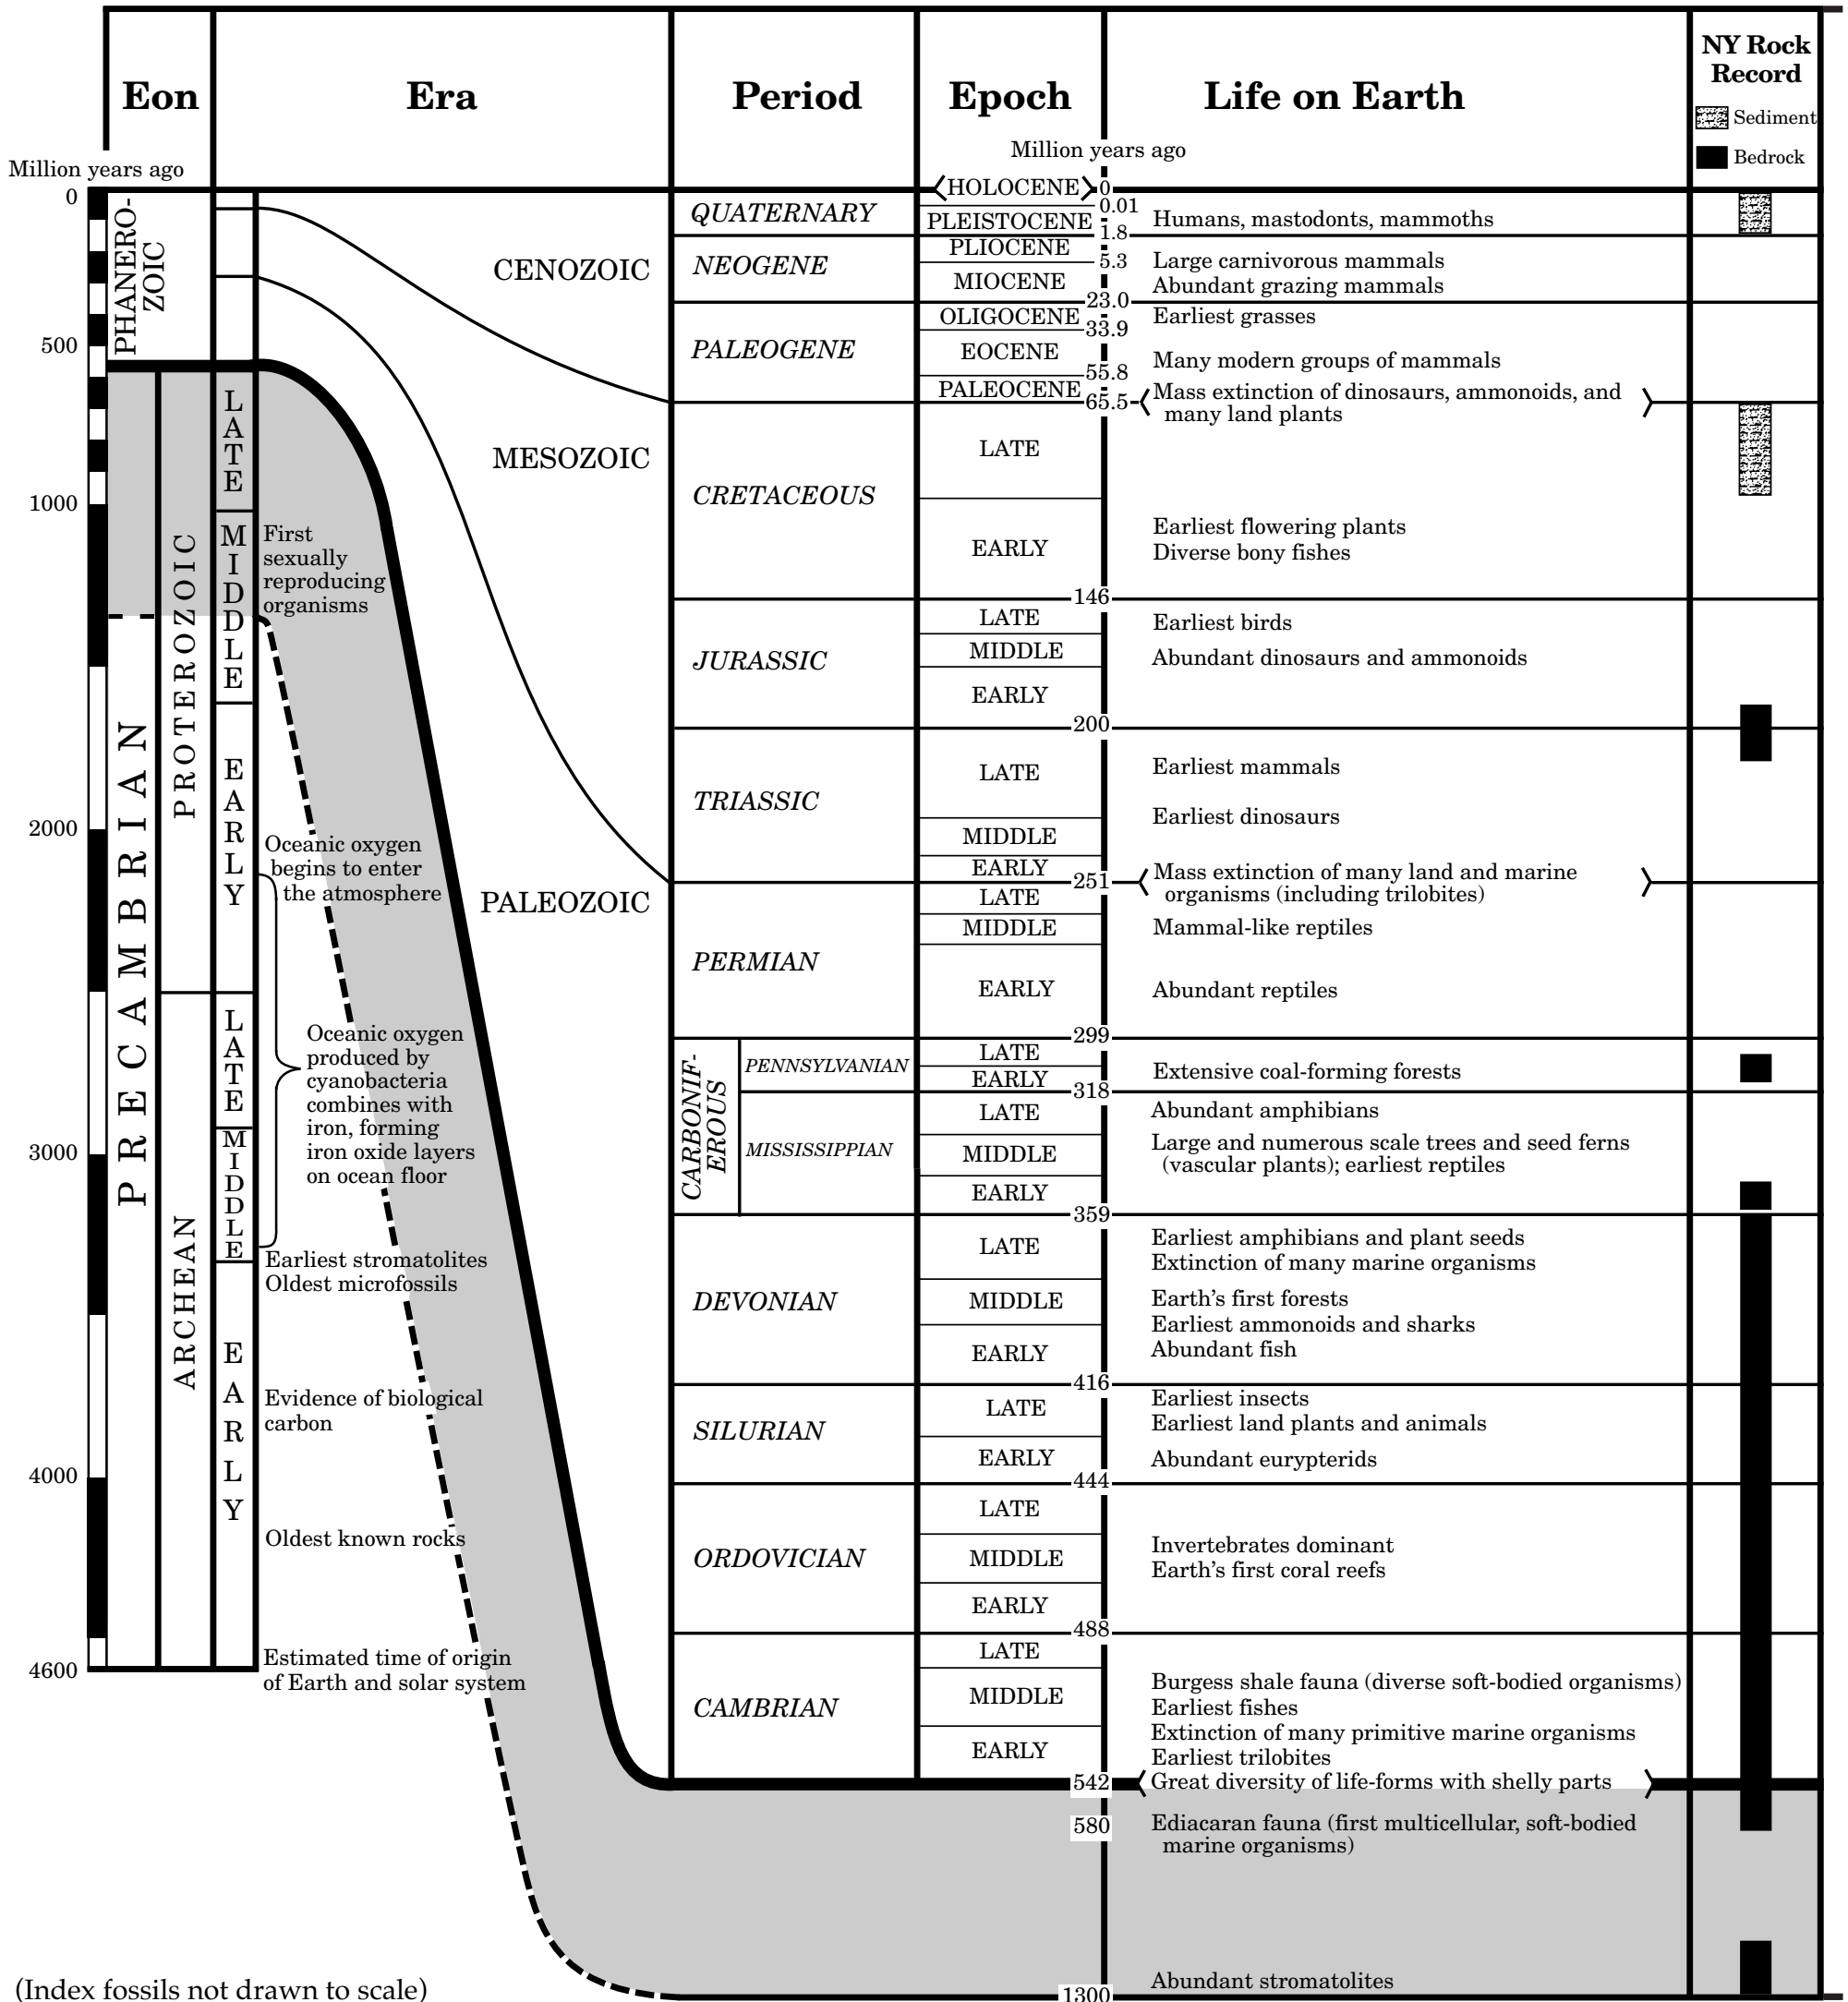 Eon
Era
Period
Epoch
Life on Earth
NY Rock
Record
Sediment
Bedrock
Million years ago
Million years ago
0
500
1000
2000
3000
4000
4600
PHANERO-
ZOIC
PRECAMBRIAN
PROTEROZOIC
ARCHEAN
LATE
MIDDLE
EARLY
LATE
MIDDLE
EARLY
First
sexually
reproducing
organisms
Oceanic oxygen
begins to enter
the atmosphere
Oceanic oxygen
produced by
cyanobacteria
combines with
iron, forming
iron oxide layers
on ocean floor
Earliest stromatolites
Oldest microfossils
Evidence of biological
carbon
Oldest known rocks
Estimated time of origin
of Earth and solar system
CENOZOIC
MESOZOIC
PALEOZOIC
QUATERNARY
HOLOCENE
0
0.01
PLEISTOCENE
Humans, mastodonts, mammoths
1.8
NEOGENE
PLIOCENE
5.3
Large carnivorous mammals
MIOCENE
Abundant grazing mammals
23.0
PALEOGENE
OLIGOCENE
Earliest grasses
33.9
EOCENE
Many modern groups of mammals
55.8
PALEOCENE
65.5
Mass extinction of dinosaurs, ammonoids, and
many land plants
CRETACEOUS
LATE
EARLY
Earliest flowering plants
Diverse bony fishes
146
JURASSIC
LATE
Earliest birds
MIDDLE
Abundant dinosaurs and ammonoids
EARLY
200
TRIASSIC
LATE
Earliest mammals
Earliest dinosaurs
MIDDLE
EARLY
251
Mass extinction of many land and marine
organisms (including trilobites)
PERMIAN
LATE
MIDDLE
Mammal-like reptiles
EARLY
Abundant reptiles
299
CARBONIF-
EROUS
PENNSYLVANIAN
LATE
EARLY
Extensive coal-forming forests
318
MISSISSIPPIAN
LATE
Abundant amphibians
MIDDLE
Large and numerous scale trees and seed ferns
(vascular plants); earliest reptiles
EARLY
359
DEVONIAN
LATE
Earliest amphibians and plant seeds
Extinction of many marine organisms
MIDDLE
Earth's first forests
Earliest ammonoids and sharks
EARLY
Abundant fish
416
SILURIAN
LATE
Earliest insects
Earliest land plants and animals
EARLY
Abundant eurypterids
444
ORDOVICIAN
LATE
MIDDLE
Invertebrates dominant
Earth's first coral reefs
EARLY
488
CAMBRIAN
LATE
MIDDLE
Burgess shale fauna (diverse soft-bodied organisms)
Earliest fishes
Extinction of many primitive marine organisms
EARLY
Earliest trilobites
542
Great diversity of life-forms with shelly parts
580
Ediacaran fauna (first multicellular, soft-bodied
marine organisms)
Abundant stromatolites
1300
(Index fossils not drawn to scale)